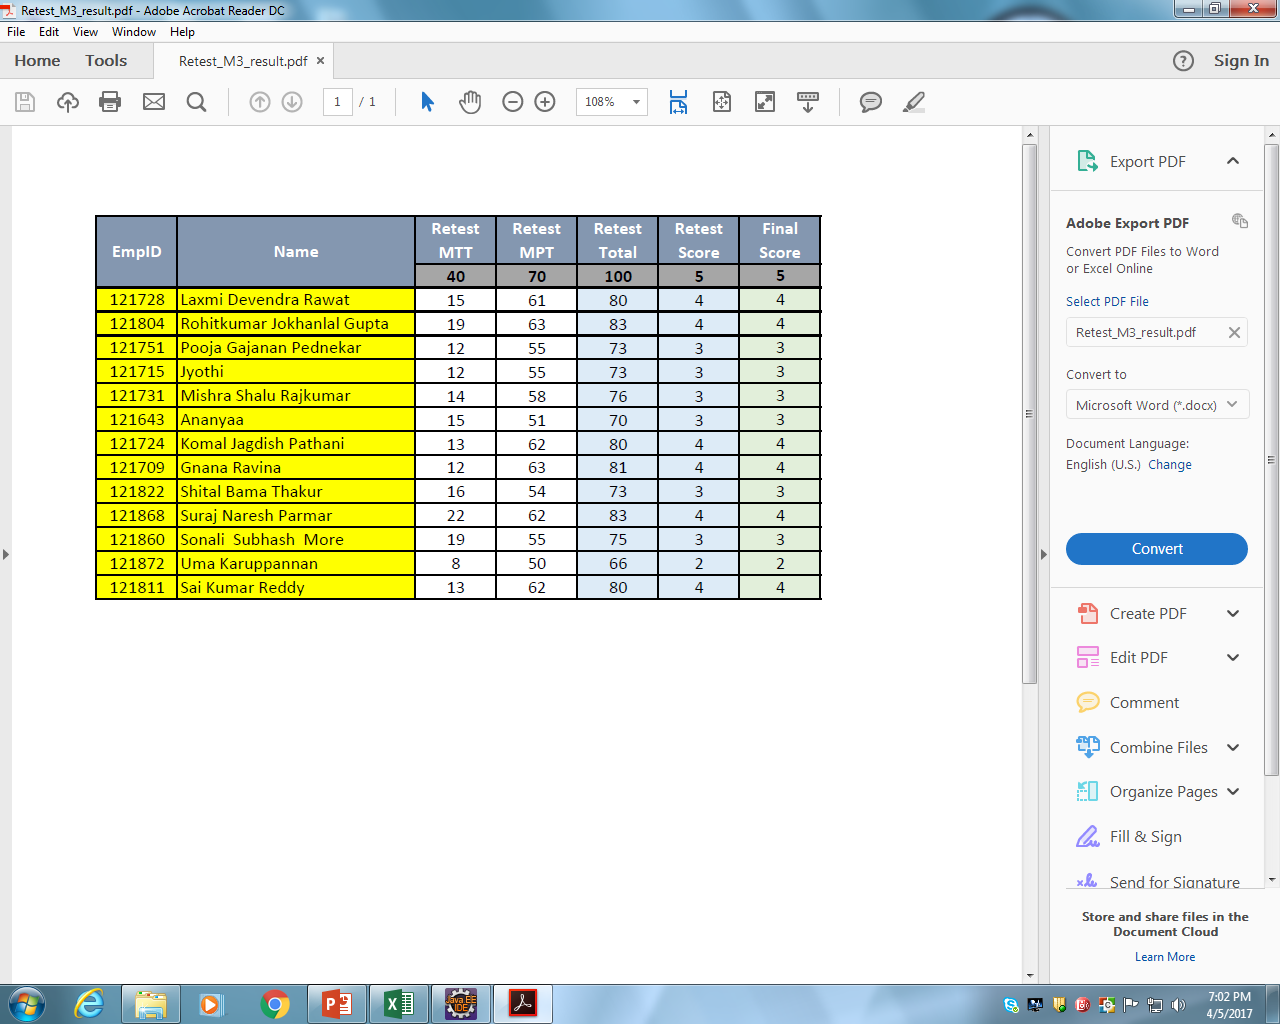 Retest_M3_result.pdf - Adobe Acrobat Reader DC
File Edit View Window Help
Home Tools Retest_M3_result.pdf × ? Sign In
1 / 1 108%
EmpID Name Retest MTT Retest MPT Retest Total Retest Score Final Score
40 70 100 5 5
121728 Laxmi Devendra Rawat 15 61 80 4 4
121804 Rohitkumar Jokhanlal Gupta 19 63 83 4 4
121751 Pooja Gajanan Pednekar 12 55 73 3 3
121715 Jyothi 12 55 73 3 3
121731 Mishra Shalu Rajkumar 14 58 76 3 3
121643 Ananyaa 15 51 70 3 3
121724 Komal Jagdish Pathani 13 62 80 4 4
121709 Gnana Ravina 12 63 81 4 4
121822 Shital Bama Thakur 16 54 73 3 3
121868 Suraj Naresh Parmar 22 62 83 4 4
121860 Sonali Subhash More 19 55 75 3 3
121872 Uma Karuppannan 8 50 66 2 2
121811 Sai Kumar Reddy 13 62 80 4 4
Export PDF
Adobe Export PDF
Convert PDF Files to Word
or Excel Online
Select PDF File
Retest_M3_result.pdf
Convert to
Microsoft Word (*.docx)
Document Language:
English (U.S.) Change
Convert
Create PDF
Edit PDF
Comment
Combine Files
Organize Pages
Fill & Sign
Send for Signature
Store and share files in the
Document Cloud
Learn More
Java EE
IDE
7:02 PM
4/5/2017